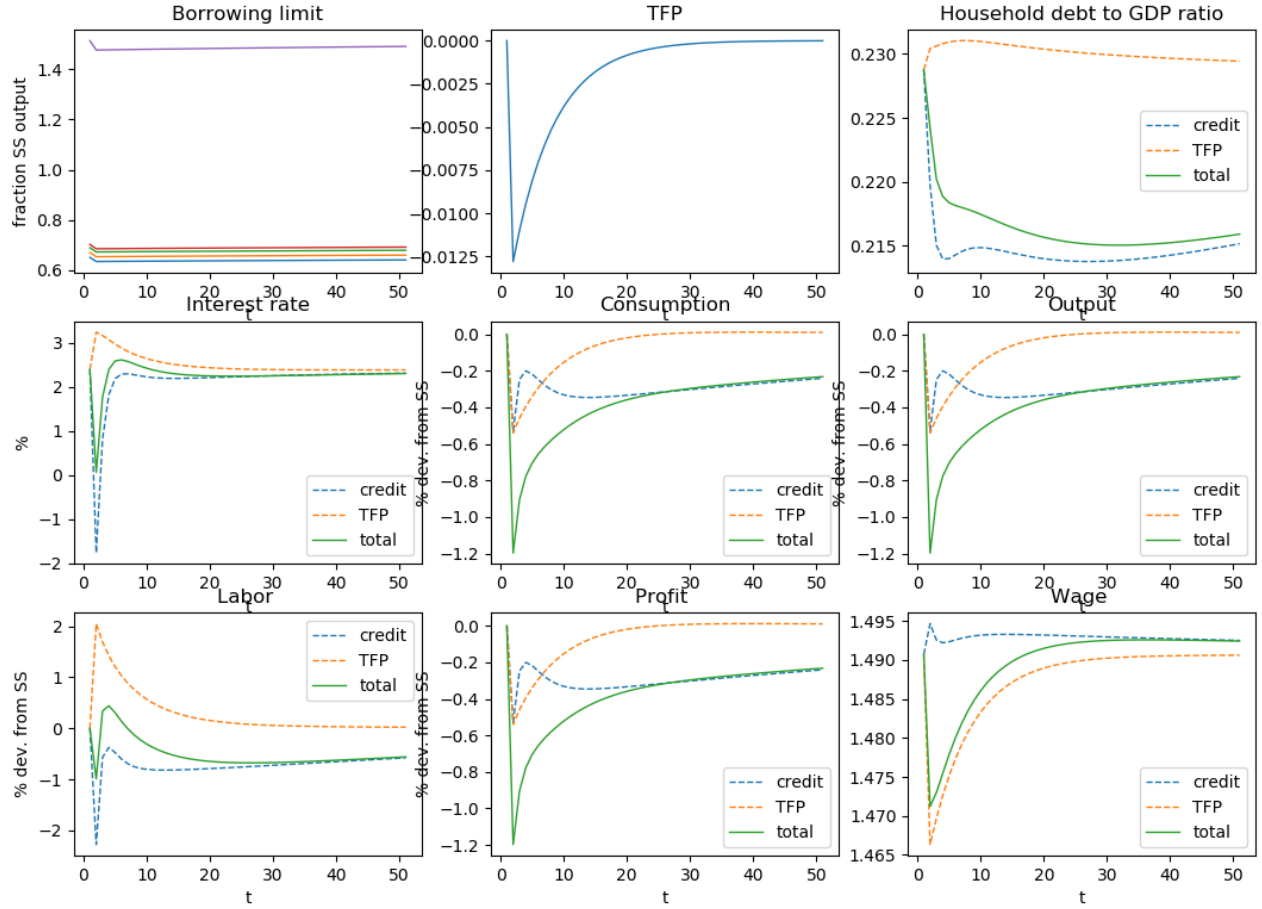 Borrowing limit
fraction SS output
1.4
1.2
1.0
0.8
0.6
0 10 20 30 40 50
t
TFP
0.0000
−0.0025
−0.0050
−0.0075
−0.0100
−0.0125
0 10 20 30 40 50
t
Household debt to GDP ratio
0.230
0.225
0.220
0.215
credit
TFP
total
0 10 20 30 40 50
t
Interest rate
%
3
2
1
0
−1
−2
credit
TFP
total
0 10 20 30 40 50
t
Consumption
% dev. from SS
0.0
−0.2
−0.4
−0.6
−0.8
−1.0
−1.2
credit
TFP
total
0 10 20 30 40 50
t
Output
% dev. from SS
0.0
−0.2
−0.4
−0.6
−0.8
−1.0
−1.2
credit
TFP
total
0 10 20 30 40 50
t
Labor
% dev. from SS
2
1
0
−1
−2
credit
TFP
total
0 10 20 30 40 50
t
Profit
% dev. from SS
0.0
−0.2
−0.4
−0.6
−0.8
−1.0
−1.2
credit
TFP
total
0 10 20 30 40 50
t
Wage
1.495
1.490
1.485
1.480
1.475
1.470
1.465
credit
TFP
total
0 10 20 30 40 50
t